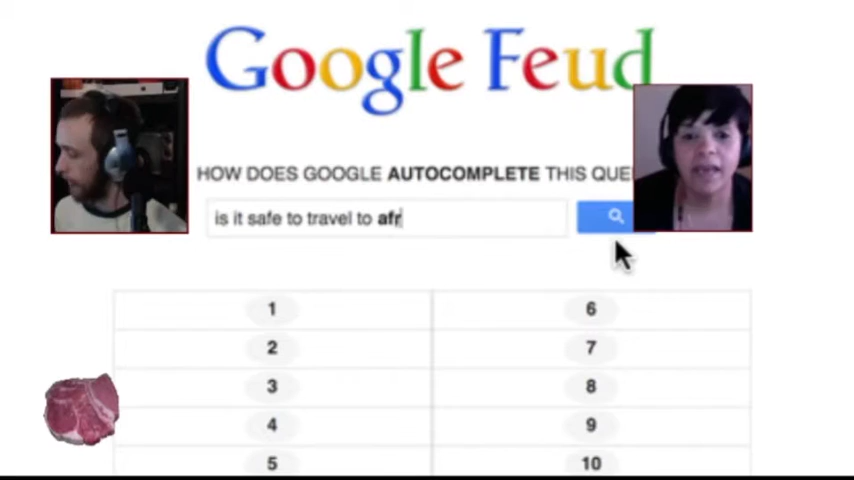 Google Feud
HOW DOES GOOGLE AUTOCOMPLETE THIS
is it safe to travel to afr
1 6
2 7
3 8
4 9
5 10